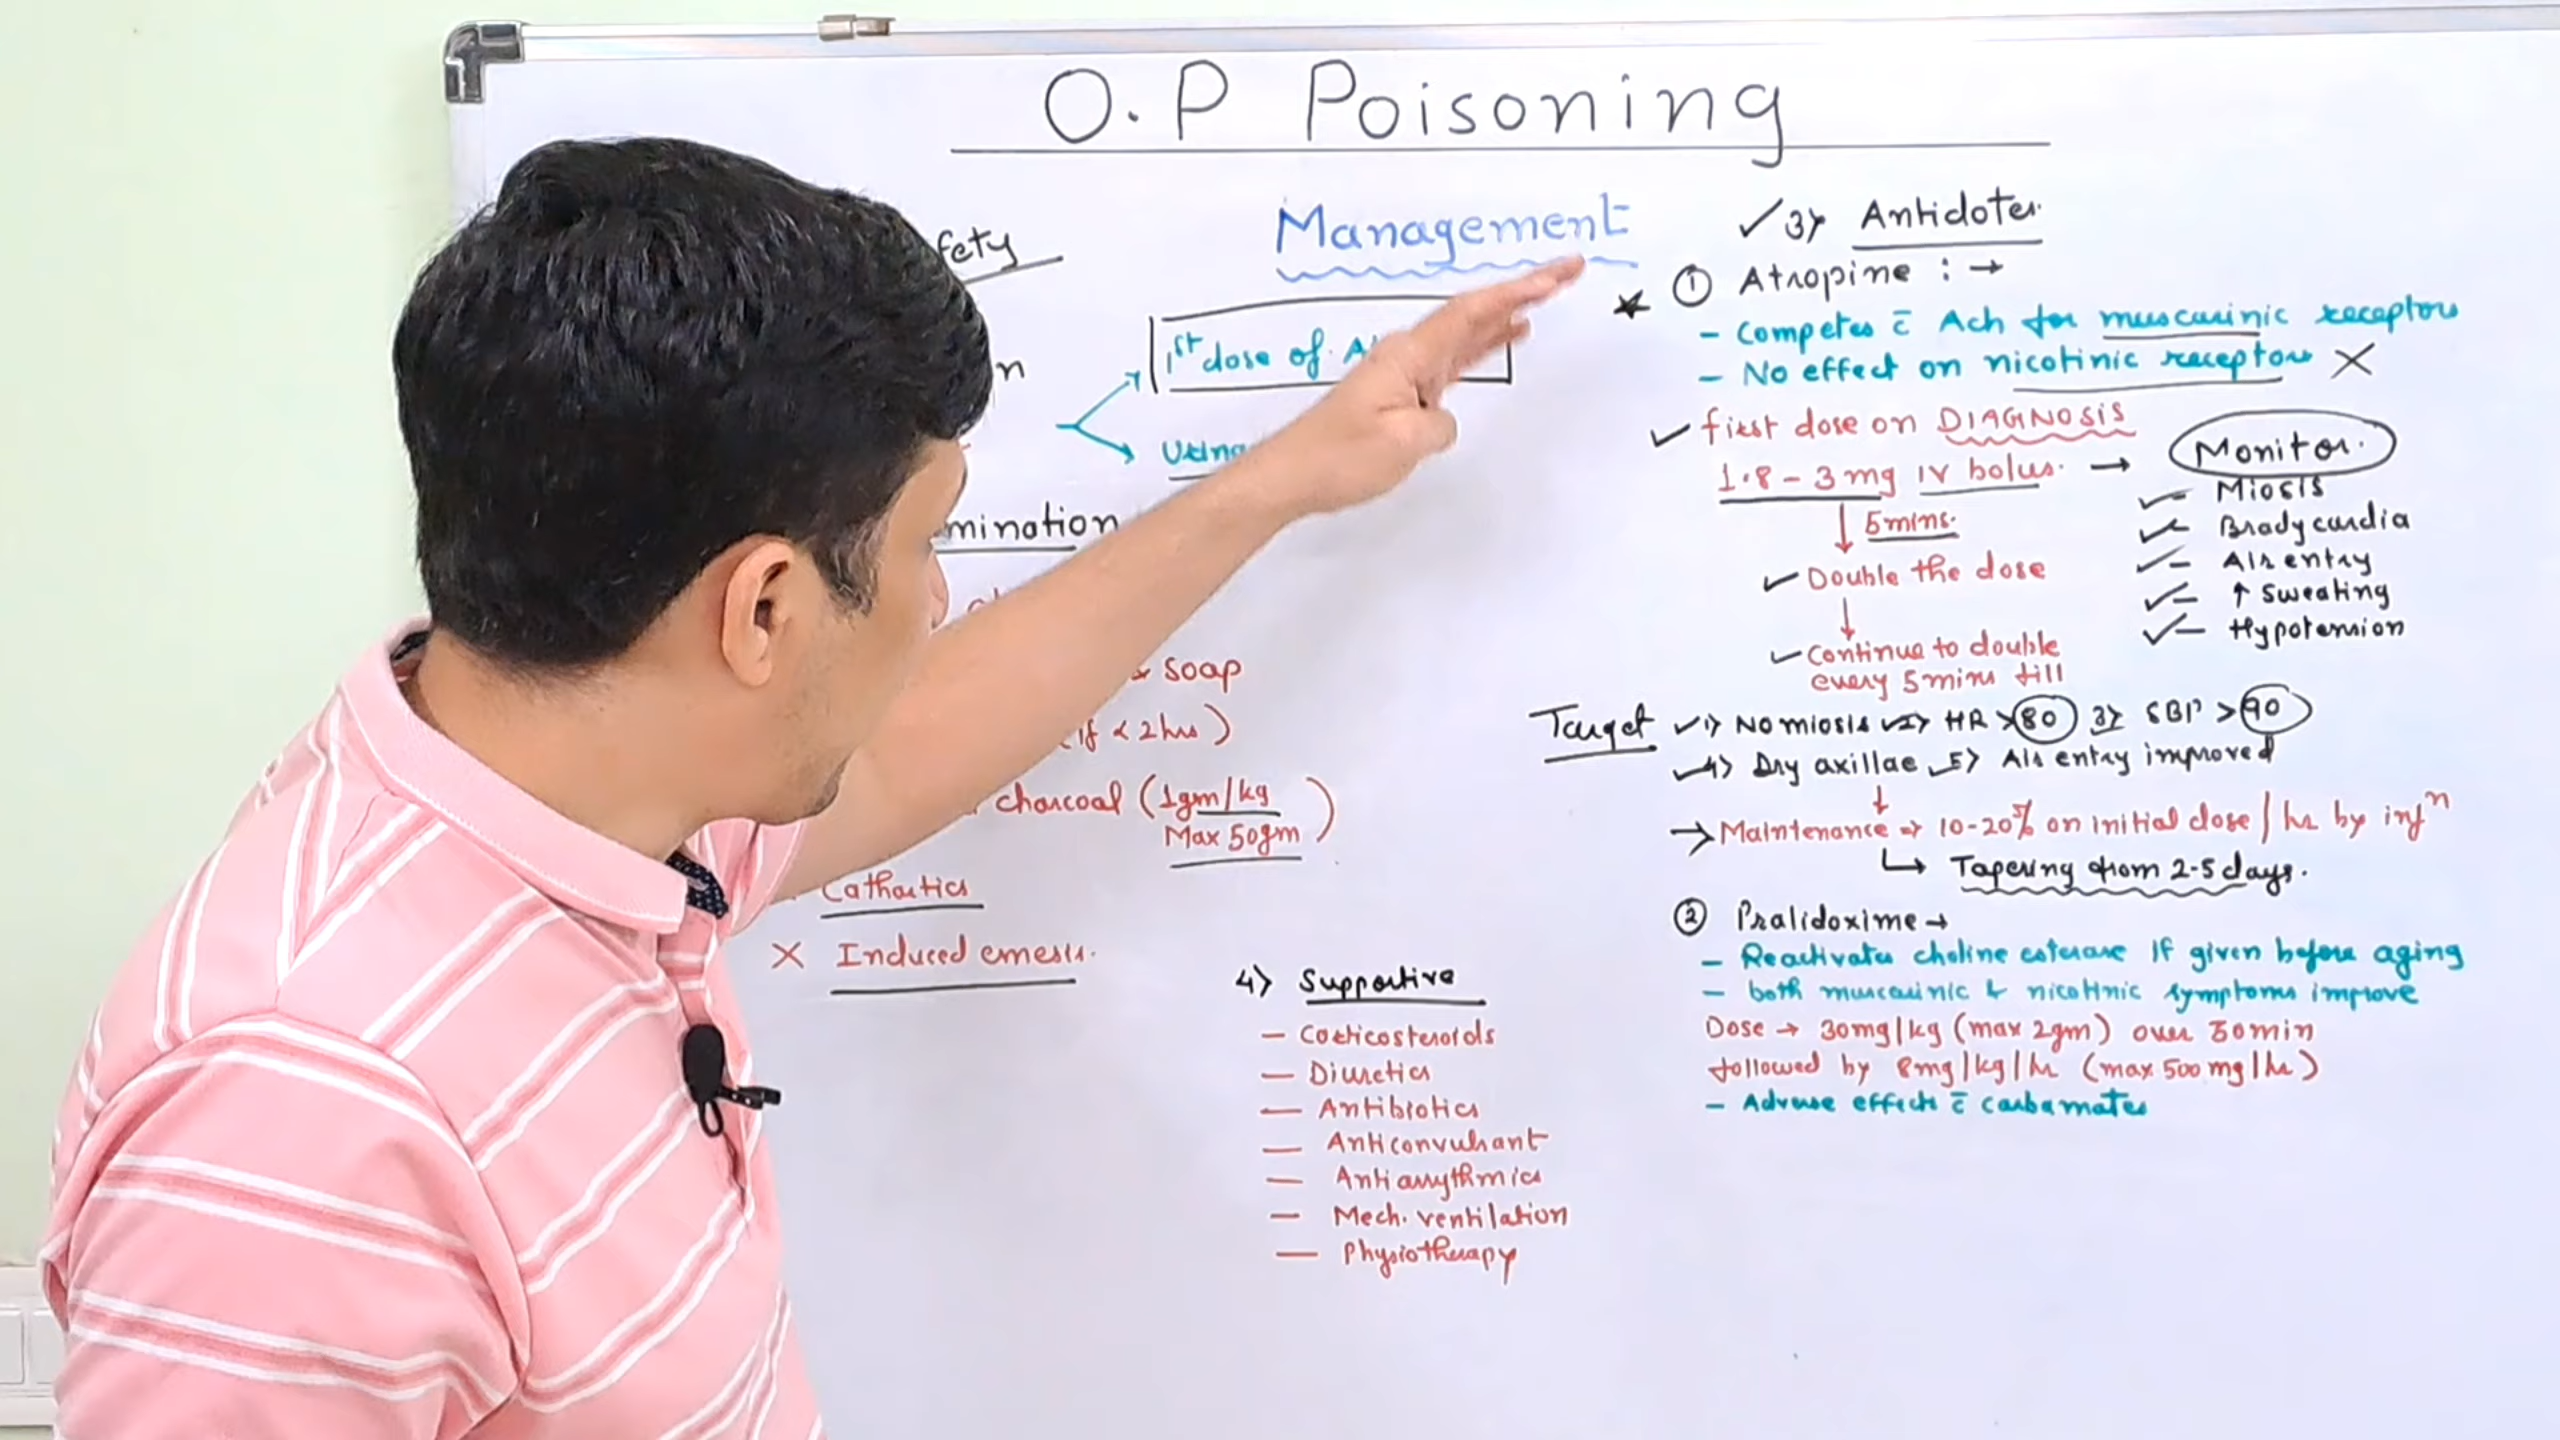 O.P Poisoning
Management
fety
n
1st dose of A
mination
& soap
(if < 2hrs)
charcoal (1gm/kg
Max 50gm)
Cathartics
X Induced emesis.
4) Supportive
- Corticosteroids
- Diuretics
- Antibiotics
- Anticonvulsant
- Antiarrythmics
- Mech. ventilation
- Physiotherapy
✓ 3) Antidotes.
★ ① Atropine : →
- Competes c̄ Ach for muscarinic receptors
- No effect on nicotinic receptors X
✓ first dose on DIAGNOSIS
1.8 - 3 mg IV bolus. → Monitor.
✓- Miosis
✓- Bradycardia
✓- Air entry
✓- ↑ Sweating
✓- Hypotension
↓ 5mins.
✓ Double the dose
↓
✓ Continue to double
every 5 mins till
Target ✓1) No miosis ✓2) HR > 80 3) SBP > 90
✓4) Dry axillae ✓5) Air entry improved
↓
→ Maintenance → 10-20% on initial dose / hr by infⁿ
↳ Tapering from 2-5 days.
② Pralidoxime →
- Reactivates choline esterase if given before aging
- both muscarinic & nicotinic symptoms improve
Dose → 30mg/kg (max 2gm) over 30 min
followed by 8mg/kg/hr (max 500 mg/hr)
- Adverse effects c̄ carbamates